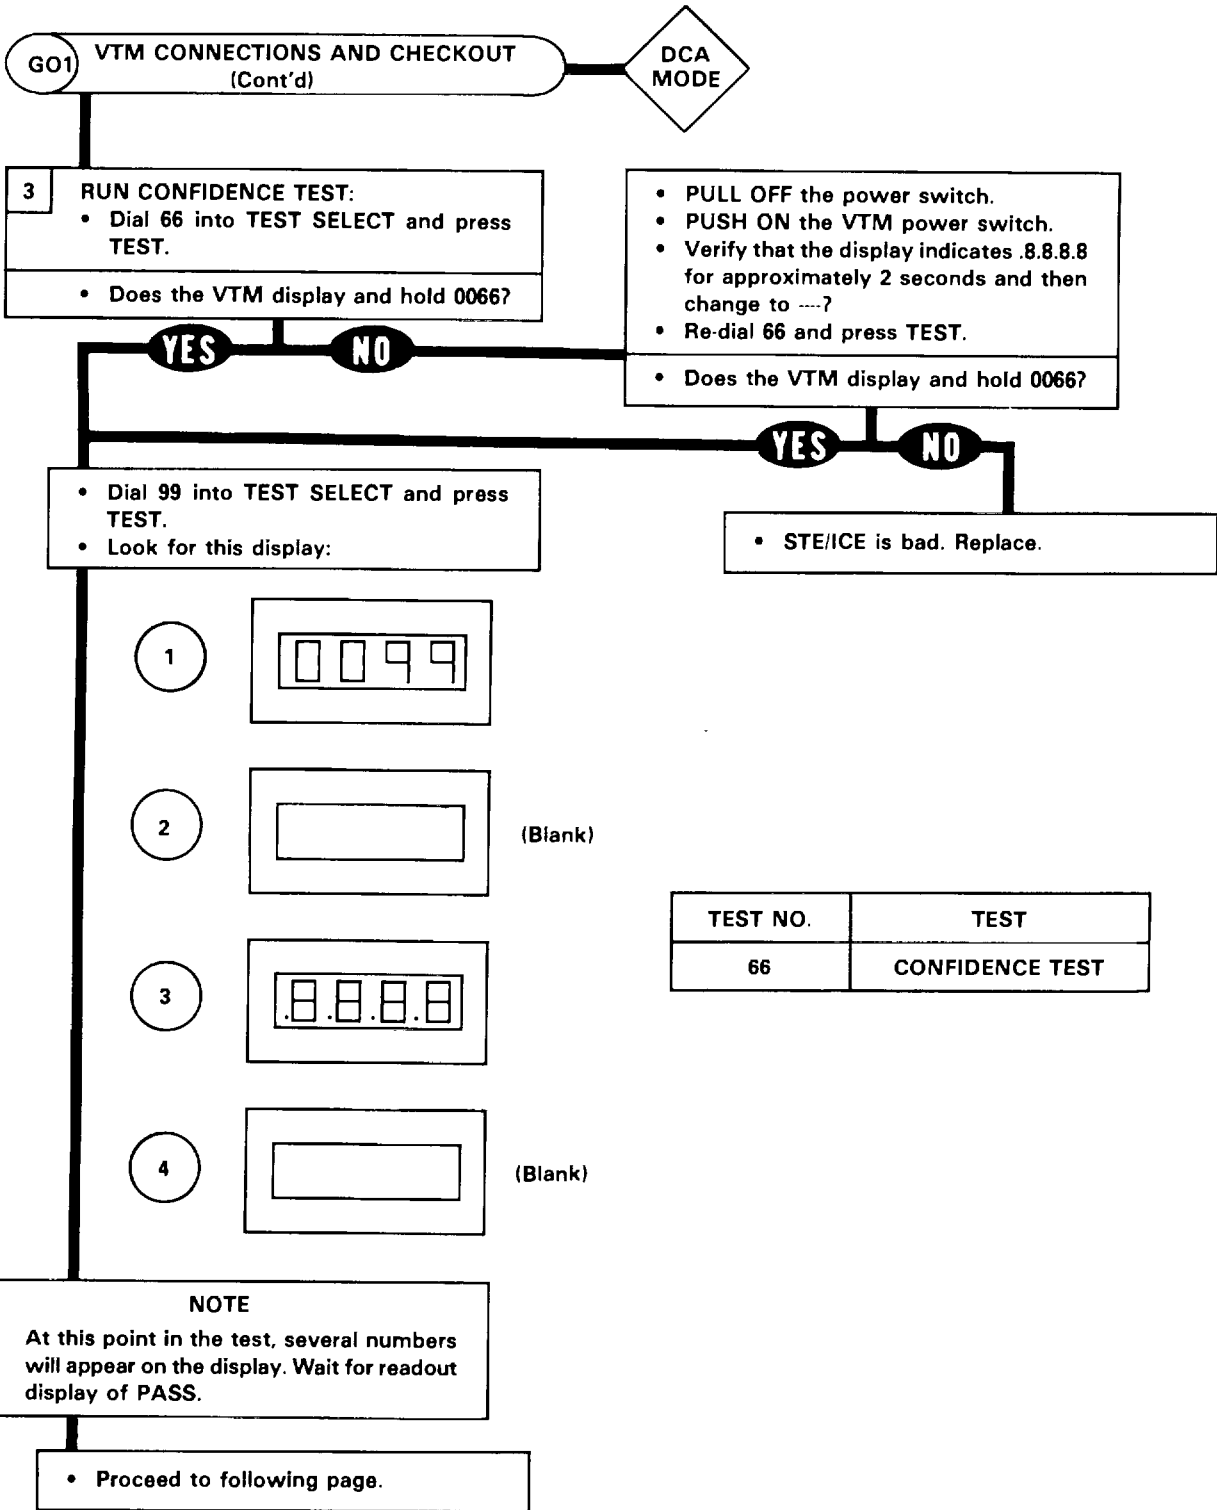 GO1
VTM CONNECTIONS AND CHECKOUT
(Cont'd)
DCA
MODE
3
RUN CONFIDENCE TEST:
• Dial 66 into TEST SELECT and press
TEST.
• Does the VTM display and hold 0066?
YES
NO
• PULL OFF the power switch.
• PUSH ON the VTM power switch.
• Verify that the display indicates .8.8.8.8
for approximately 2 seconds and then
change to ----?
• Re-dial 66 and press TEST.
• Does the VTM display and hold 0066?
YES
NO
• Dial 99 into TEST SELECT and press
TEST.
• Look for this display:
• STE/ICE is bad. Replace.
1
0099
2
(Blank)
3
.8.8.8.8
4
(Blank)
TEST NO. TEST
66 CONFIDENCE TEST
NOTE
At this point in the test, several numbers
will appear on the display. Wait for readout
display of PASS.
• Proceed to following page.